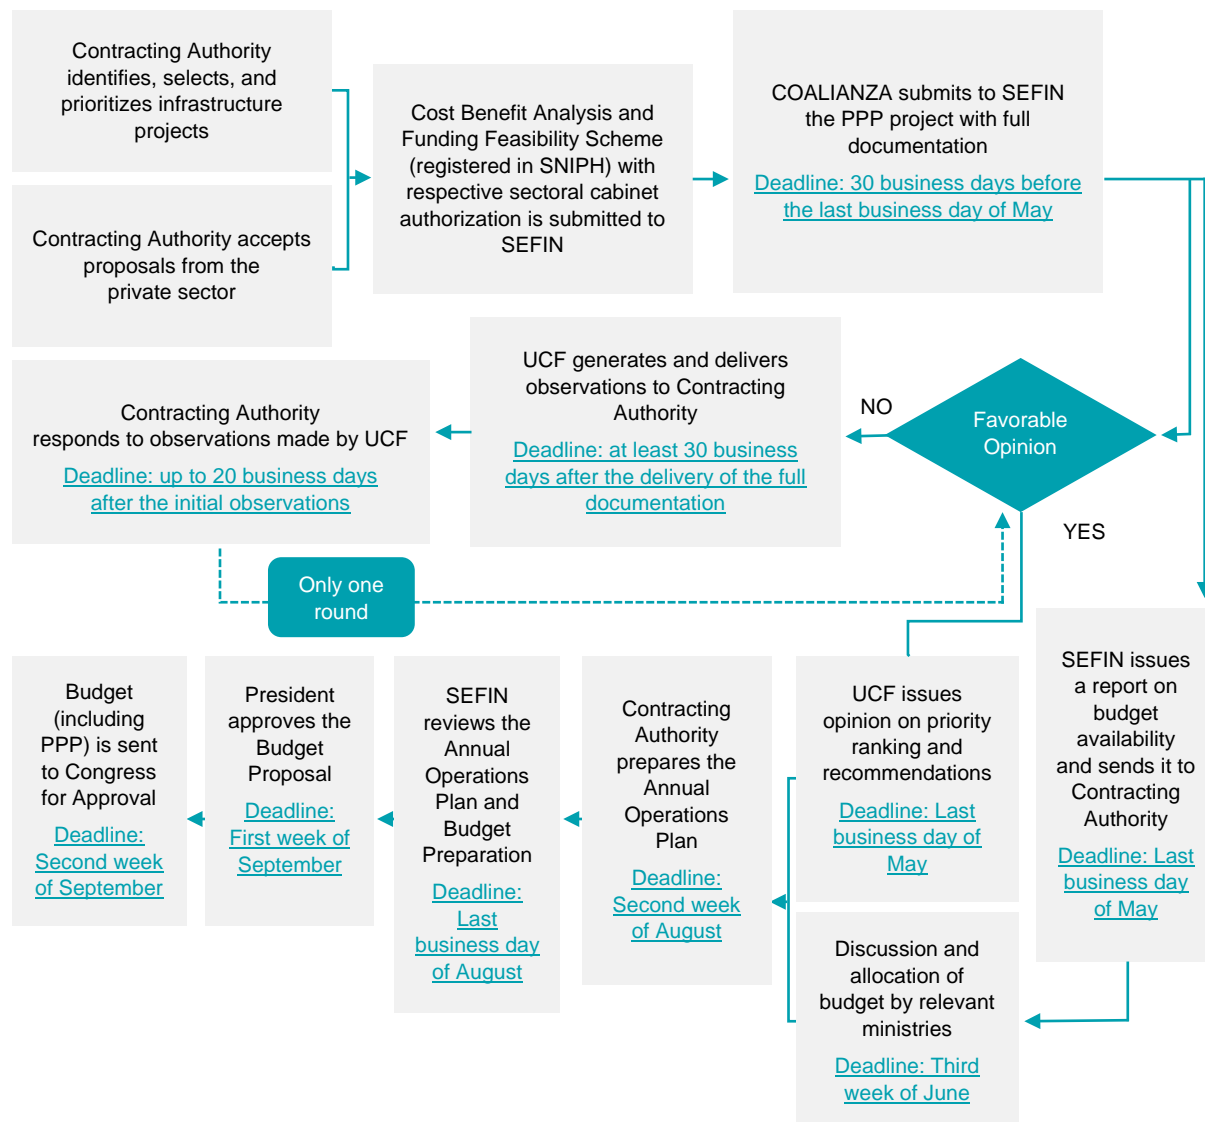 Contracting Authority
identifies, selects, and
prioritizes infrastructure
projects
Contracting Authority accepts
proposals from the
private sector
Cost Benefit Analysis and
Funding Feasibility Scheme
(registered in SNIPH) with
respective sectoral cabinet
authorization is submitted to
SEFIN
COALIANZA submits to SEFIN
the PPP project with full
documentation
Deadline: 30 business days before
the last business day of May
Favorable
Opinion
NO
YES
UCF generates and delivers
observations to Contracting
Authority
Deadline: at least 30 business
days after the delivery of the full
documentation
Contracting Authority
responds to observations made by UCF
Deadline: up to 20 business days
after the initial observations
Only one
round
SEFIN issues
a report on
budget
availability
and sends it to
Contracting
Authority
Deadline: Last
business day
of May
UCF issues
opinion on priority
ranking and
recommendations
Deadline: Last
business day of
May
Discussion and
allocation of
budget by relevant
ministries
Deadline: Third
week of June
Contracting
Authority
prepares the
Annual
Operations
Plan
Deadline:
Second week
of August
SEFIN
reviews the
Annual
Operations
Plan and
Budget
Preparation
Deadline:
Last
business day
of August
President
approves the
Budget
Proposal
Deadline:
First week of
September
Budget
(including
PPP) is sent
to Congress
for Approval
Deadline:
Second week
of September